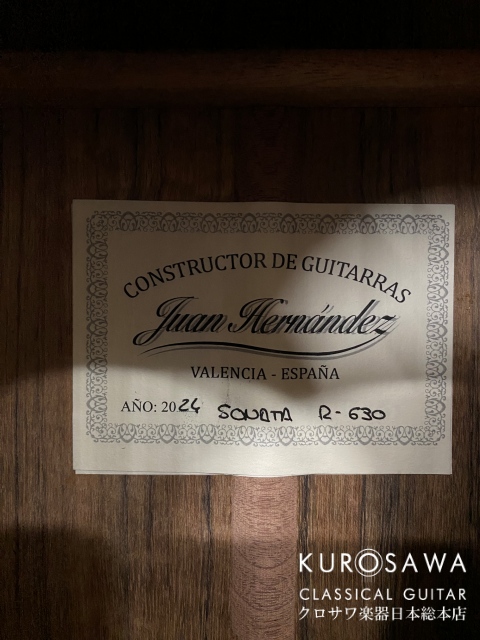 CONSTRUCTOR DE GUITARRAS
Juan Hernández
VALENCIA - ESPAÑA
AÑO: 2024 SONATA R-630
KUROSAWA
CLASSICAL GUITAR
クロサワ楽器日本総本店